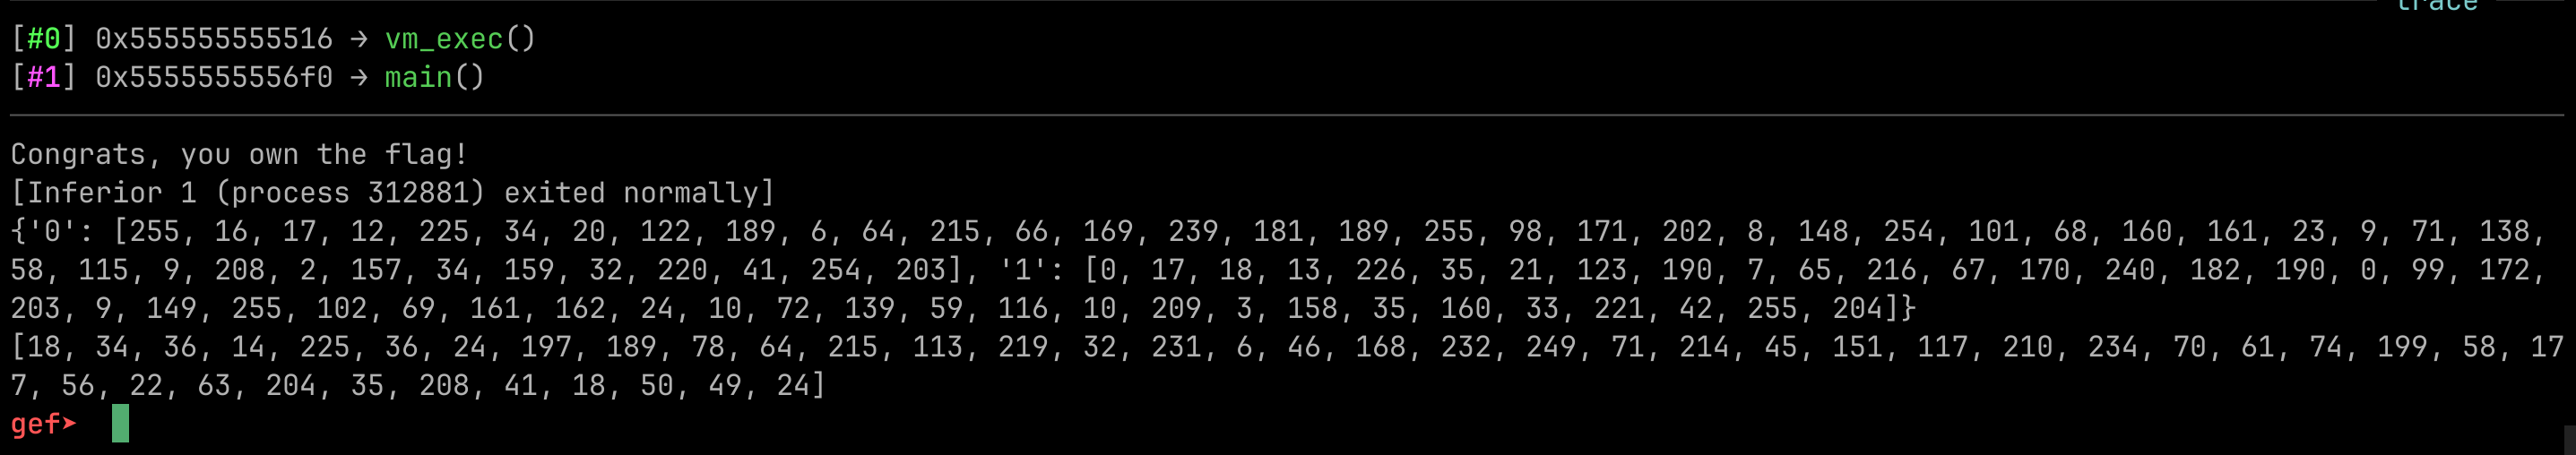 trace
[#0] 0x555555555516 → vm_exec()
[#1] 0x5555555556f0 → main()
Congrats, you own the flag!
[Inferior 1 (process 312881) exited normally]
{'0': [255, 16, 17, 12, 225, 34, 20, 122, 189, 6, 64, 215, 66, 169, 239, 181, 189, 255, 98, 171, 202, 8, 148, 254, 101, 68, 160, 161, 23, 9, 71, 138,
58, 115, 9, 208, 2, 157, 34, 159, 32, 220, 41, 254, 203], '1': [0, 17, 18, 13, 226, 35, 21, 123, 190, 7, 65, 216, 67, 170, 240, 182, 190, 0, 99, 172,
203, 9, 149, 255, 102, 69, 161, 162, 24, 10, 72, 139, 59, 116, 10, 209, 3, 158, 35, 160, 33, 221, 42, 255, 204]}
[18, 34, 36, 14, 225, 36, 24, 197, 189, 78, 64, 215, 113, 219, 32, 231, 6, 46, 168, 232, 249, 71, 214, 45, 151, 117, 210, 234, 70, 61, 74, 199, 58, 17
7, 56, 22, 63, 204, 35, 208, 41, 18, 50, 49, 24]
gef➤